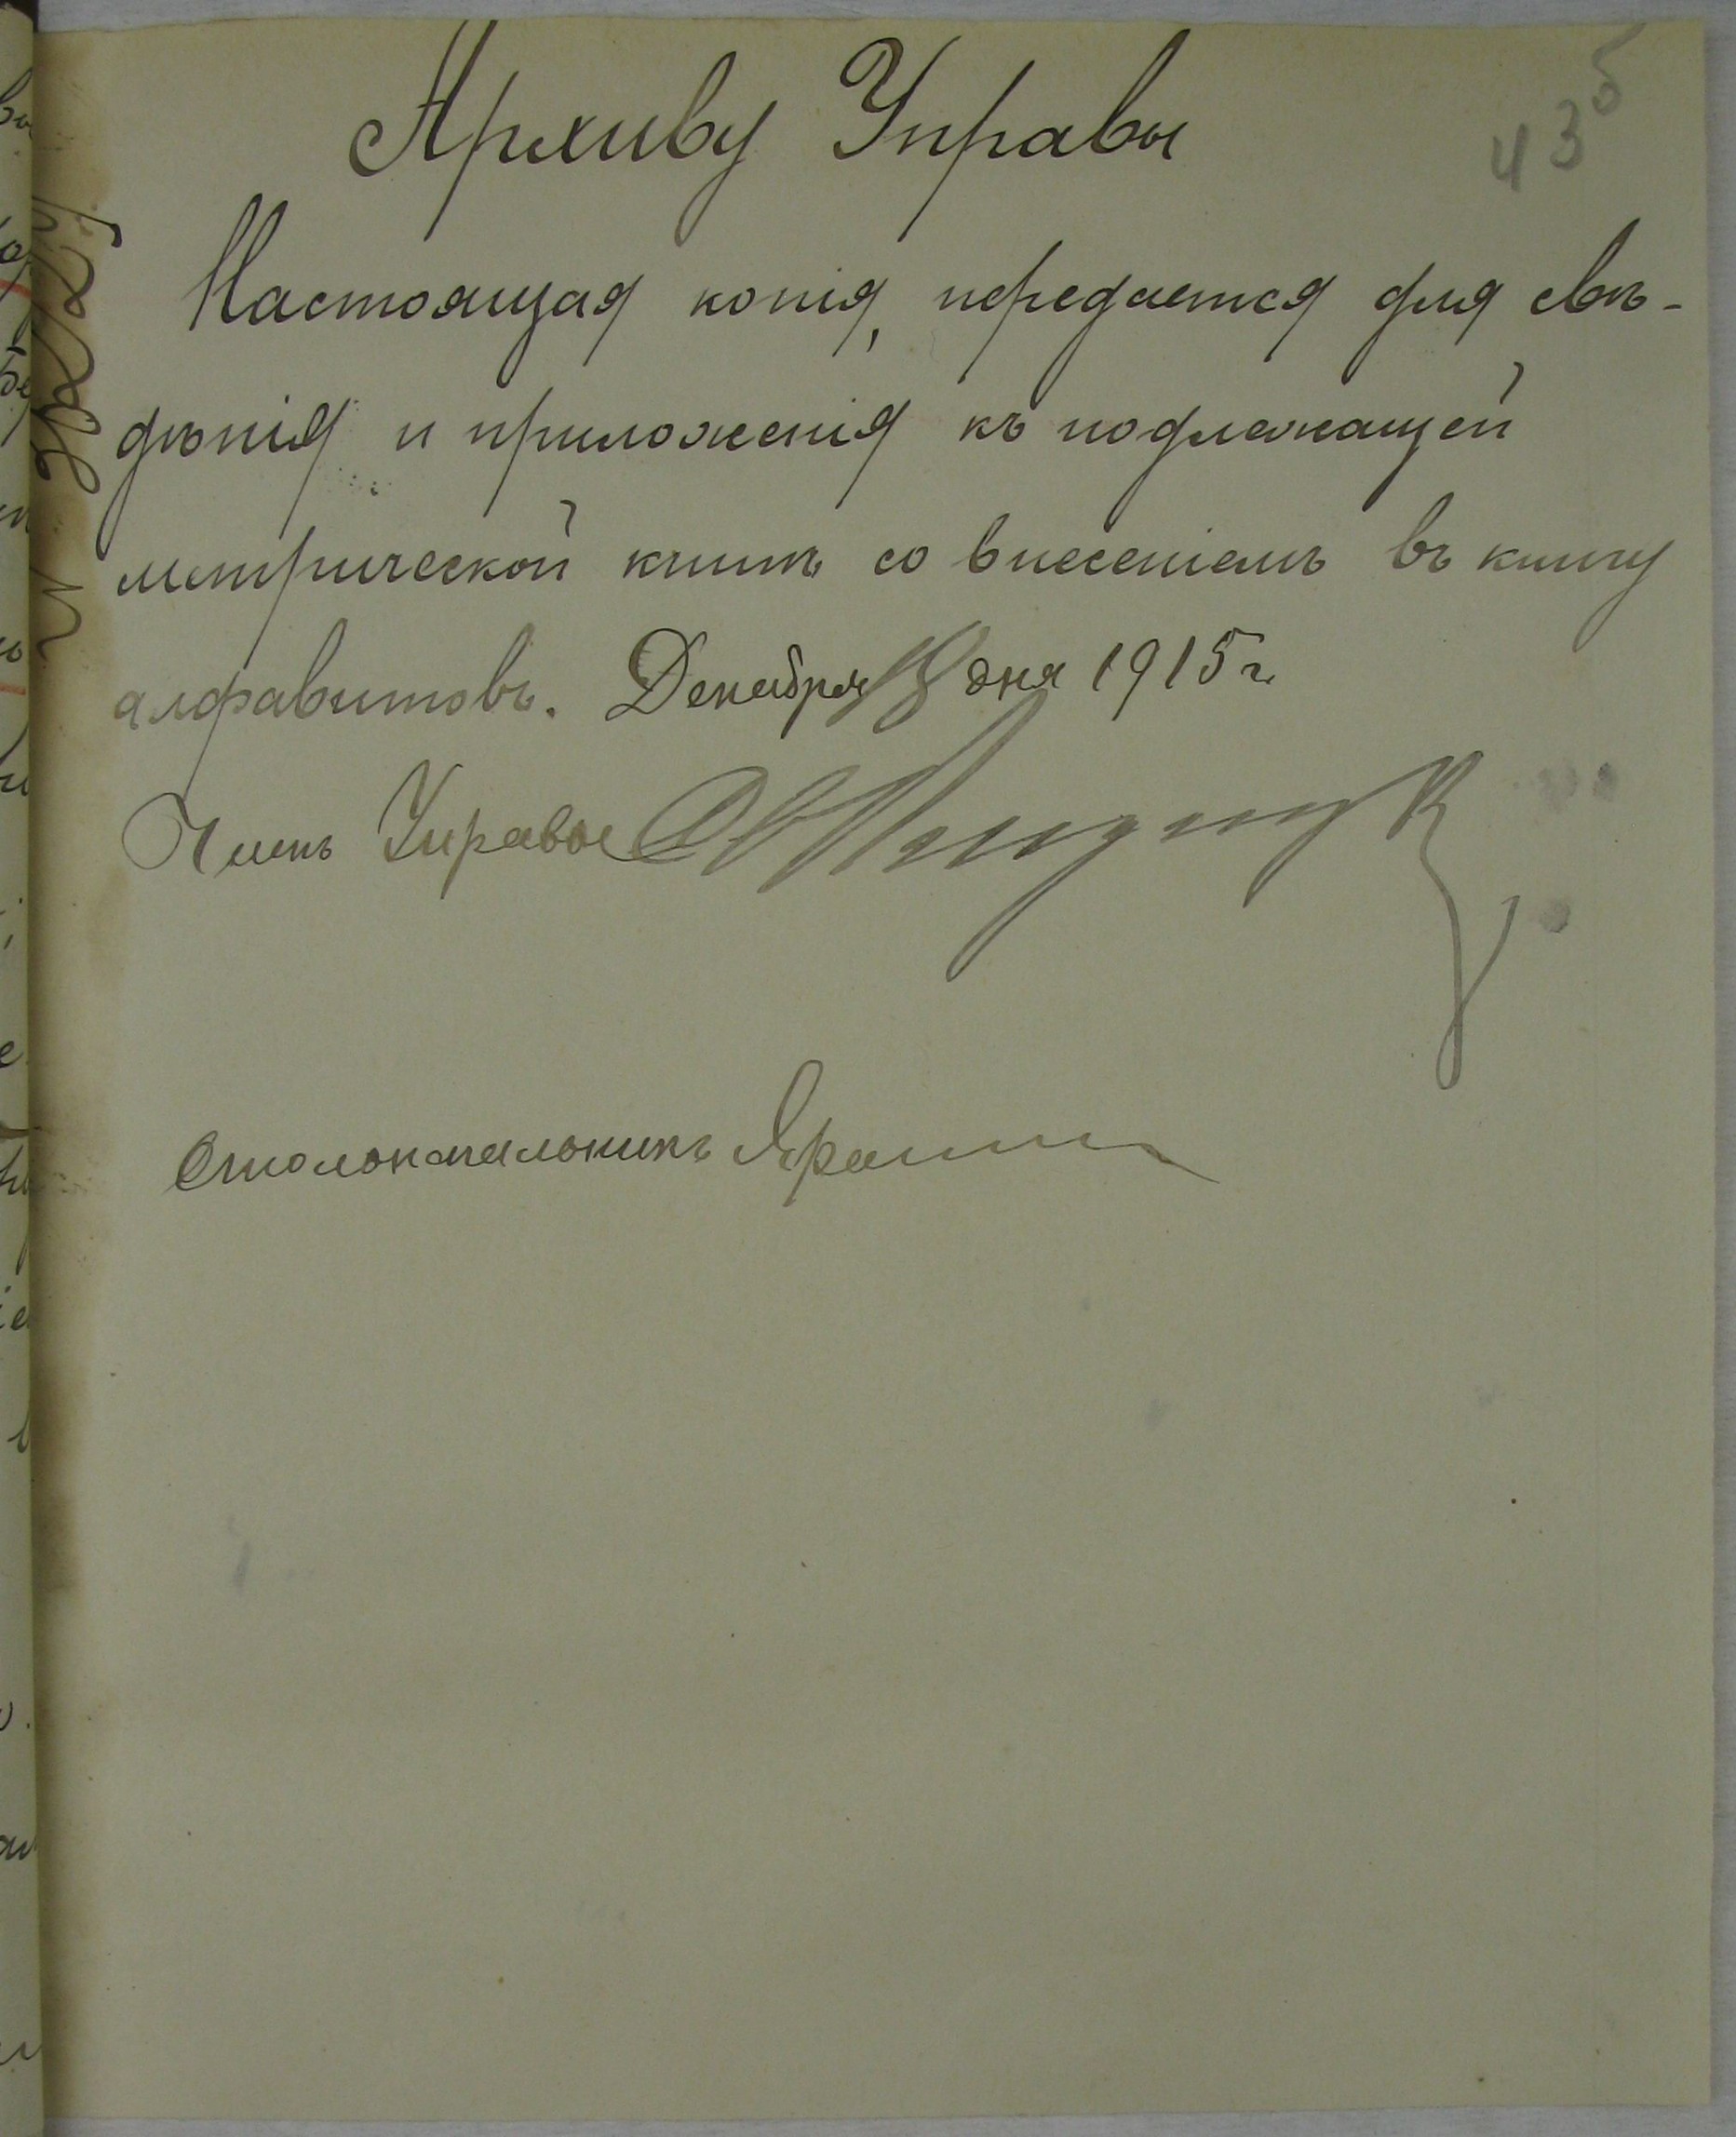 435
Архиву Управы
Настоящая копія, передается для свѣ-
дѣнія и приложенія къ подлежащей
метрической книгѣ со внесеніемъ въ книгу
алфавитовъ. Декабря дня 1915 г.
Членъ Управы
Столоначальникъ